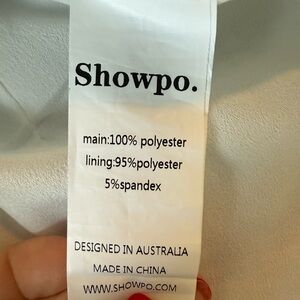 Showpo.
main:100% polyester
lining:95%polyester
5%spandex
DESIGNED IN AUSTRALIA
MADE IN CHINA
WWW.SHOWPO.COM